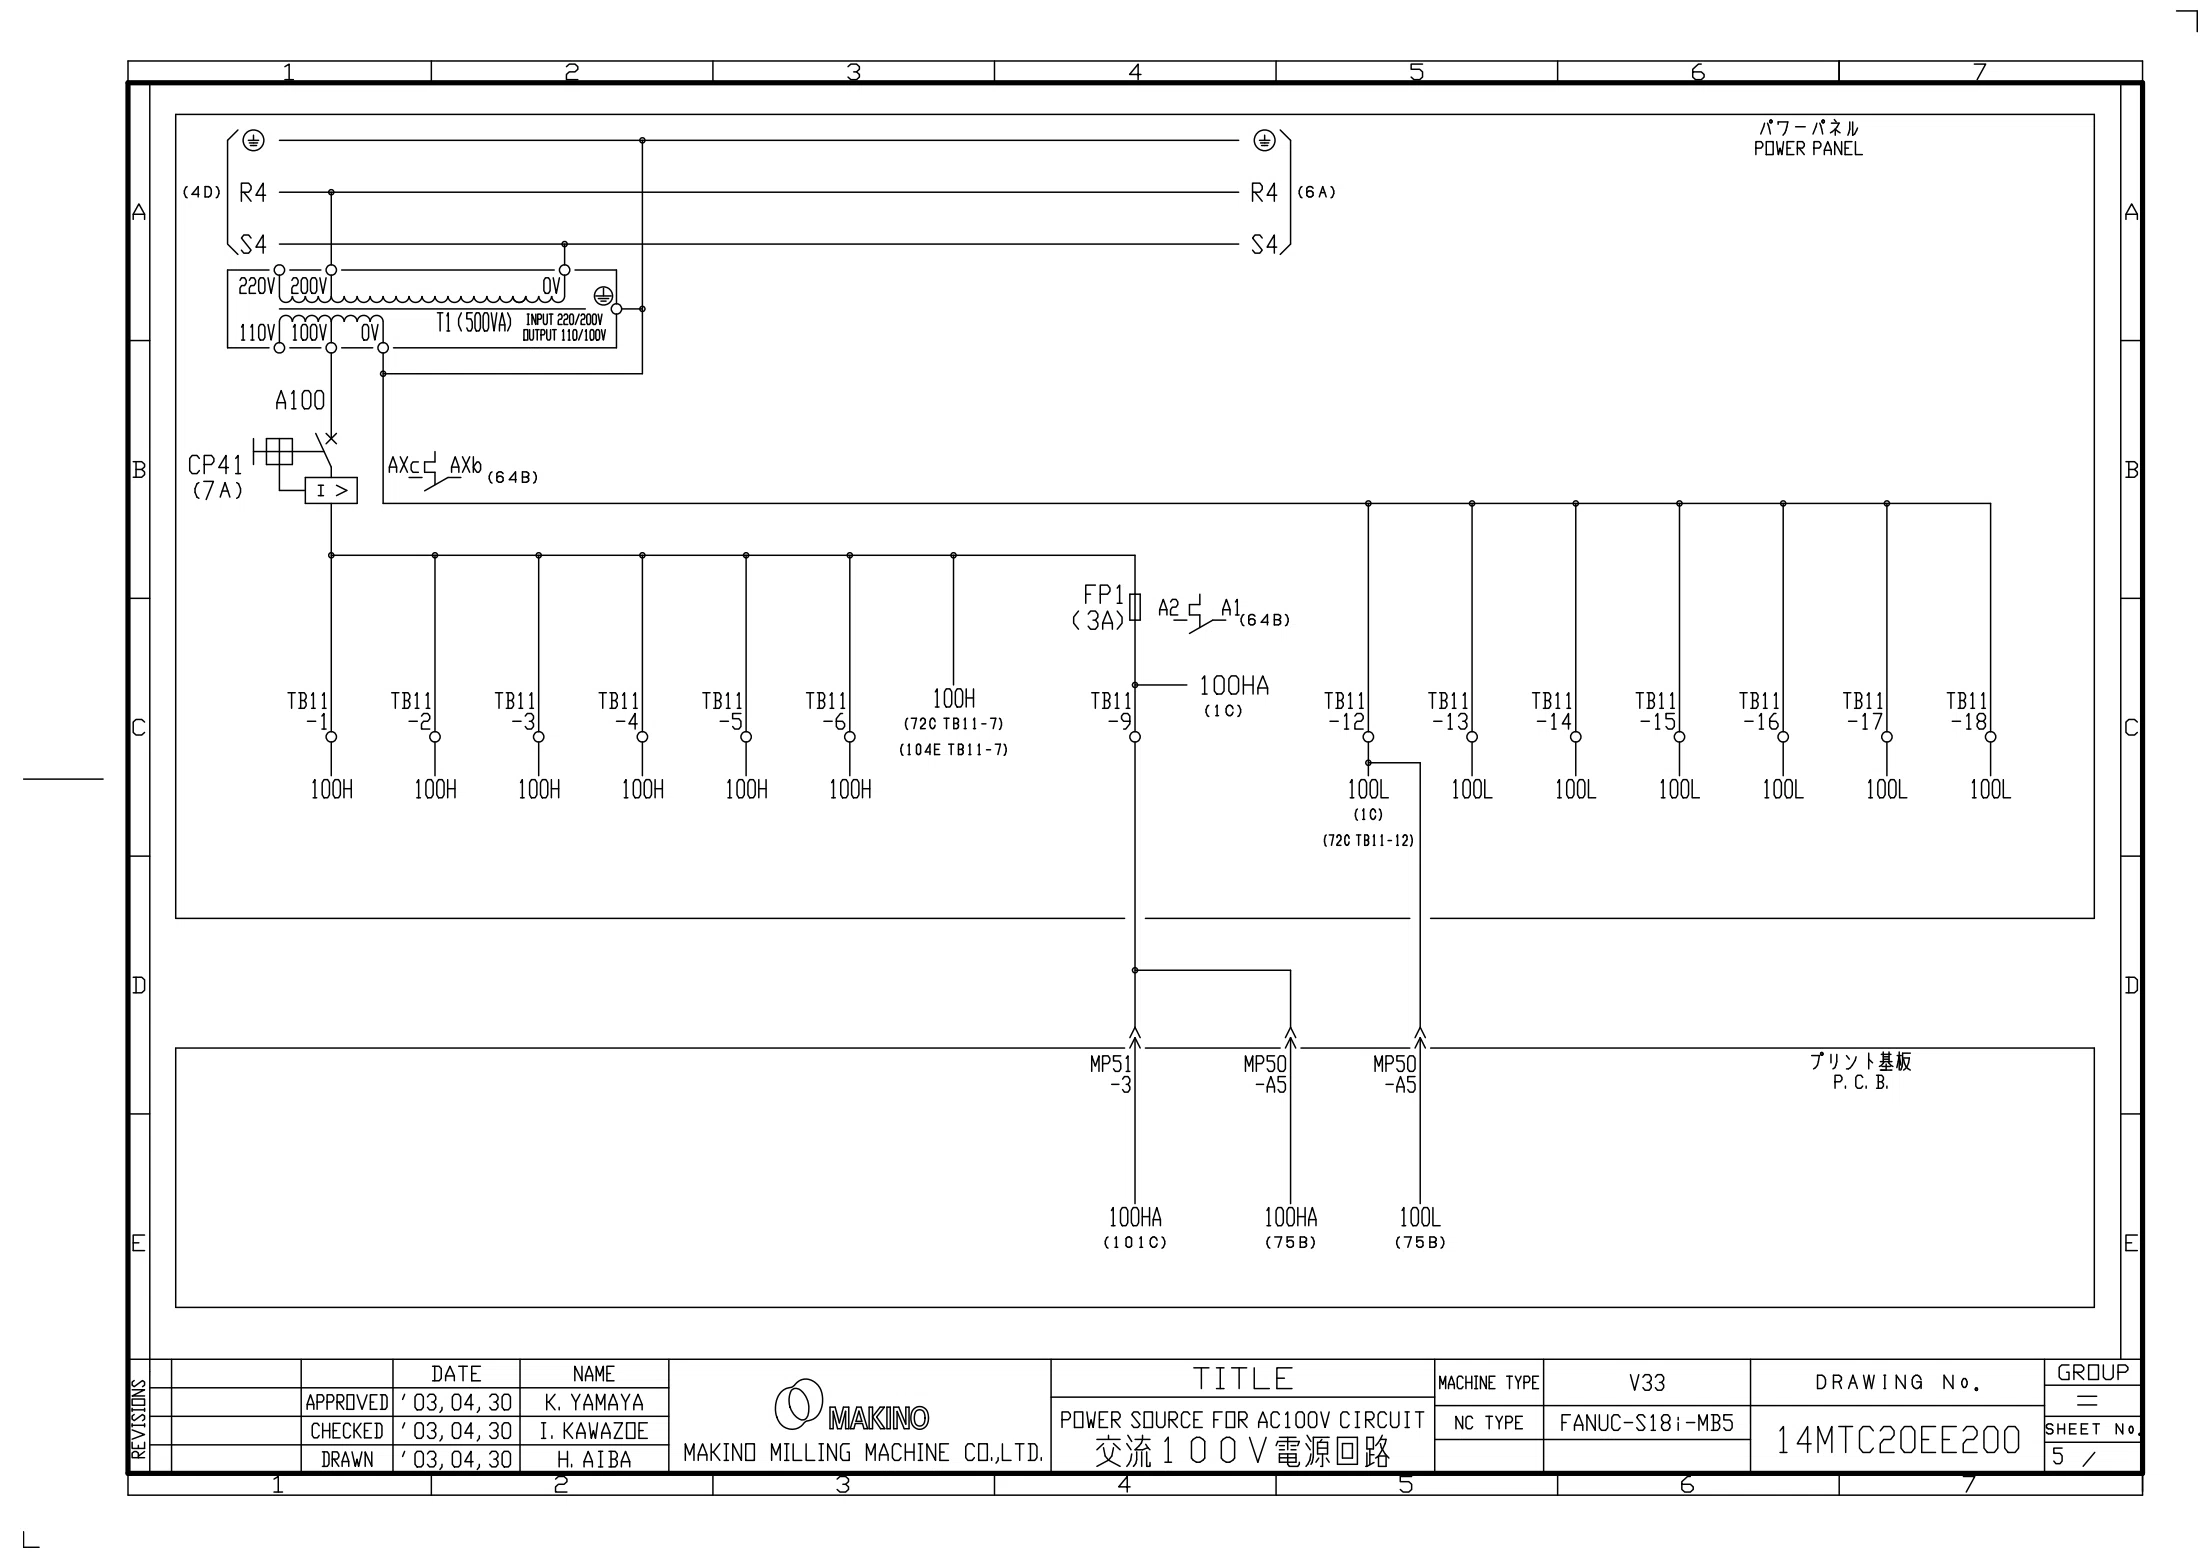 1 2 3 4 5 6 7
パワーパネル
POWER PANEL
(4D) R4 R4 (6A)
S4 S4
A A
220V 200V 0V
T1 (500VA) INPUT 220/200V
OUTPUT 110/100V
110V 100V 0V
A100
CP41
(7A)
I >
AXc AXb (64B)
B B
FP1
(3A)
A2 A1 (64B)
100HA
(1C)
TB11 TB11 TB11 TB11 TB11 TB11 100H TB11 TB11 TB11 TB11 TB11 TB11 TB11 TB11
-1 -2 -3 -4 -5 -6 (72C TB11-7) -9 -12 -13 -14 -15 -16 -17 -18
(104E TB11-7)
C C
100H 100H 100H 100H 100H 100H 100L 100L 100L 100L 100L 100L 100L
(1C)
(72C TB11-12)
D D
プリント基板
P.C.B.
MP51 MP50 MP50
-3 -A5 -A5
100HA 100HA 100L
(101C) (75B) (75B)
E E
REVISIONS
DATE NAME
APPROVED '03,04,30 K. YAMAYA
CHECKED '03,04,30 I. KAWAZOE
DRAWN '03,04,30 H. AIBA
MAKINO
MAKINO MILLING MACHINE CO.,LTD.
TITLE
POWER SOURCE FOR AC100V CIRCUIT
交流100V電源回路
MACHINE TYPE V33
NC TYPE FANUC-S18i-MB5
DRAWING No.
14MTC20EE200
GROUP
=
SHEET No.
5 /
1 2 3 4 5 6 7